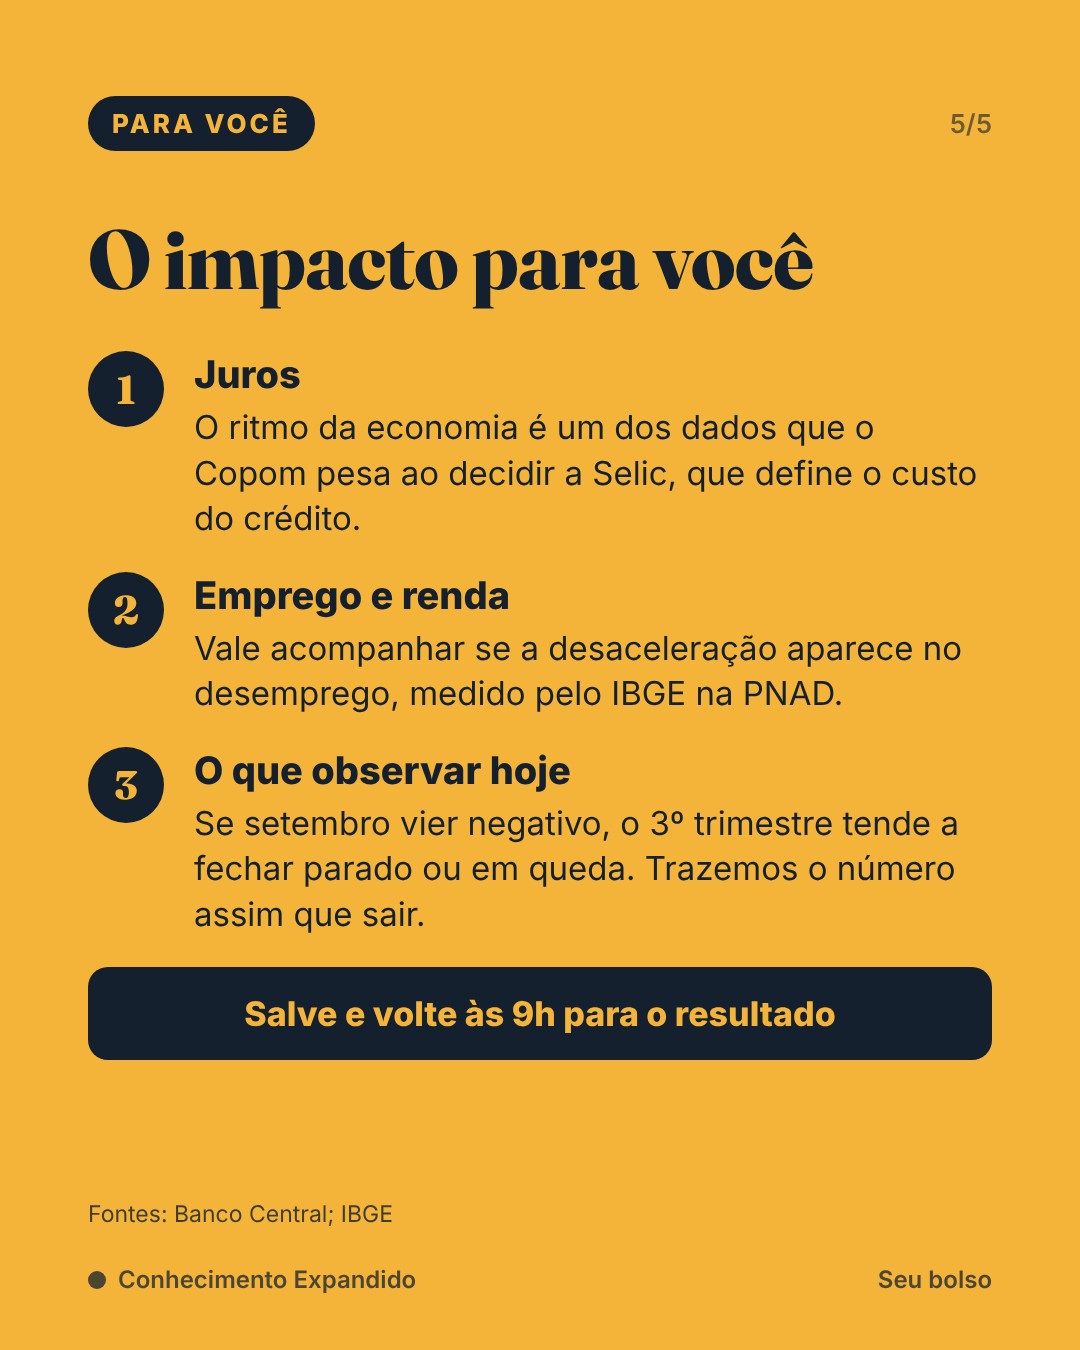 PARA VOCÊ
5/5
O impacto para você
1
Juros
O ritmo da economia é um dos dados que o
Copom pesa ao decidir a Selic, que define o custo
do crédito.
2
Emprego e renda
Vale acompanhar se a desaceleração aparece no
desemprego, medido pelo IBGE na PNAD.
3
O que observar hoje
Se setembro vier negativo, o 3º trimestre tende a
fechar parado ou em queda. Trazemos o número
assim que sair.
Salve e volte às 9h para o resultado
Fontes: Banco Central; IBGE
Conhecimento Expandido
Seu bolso